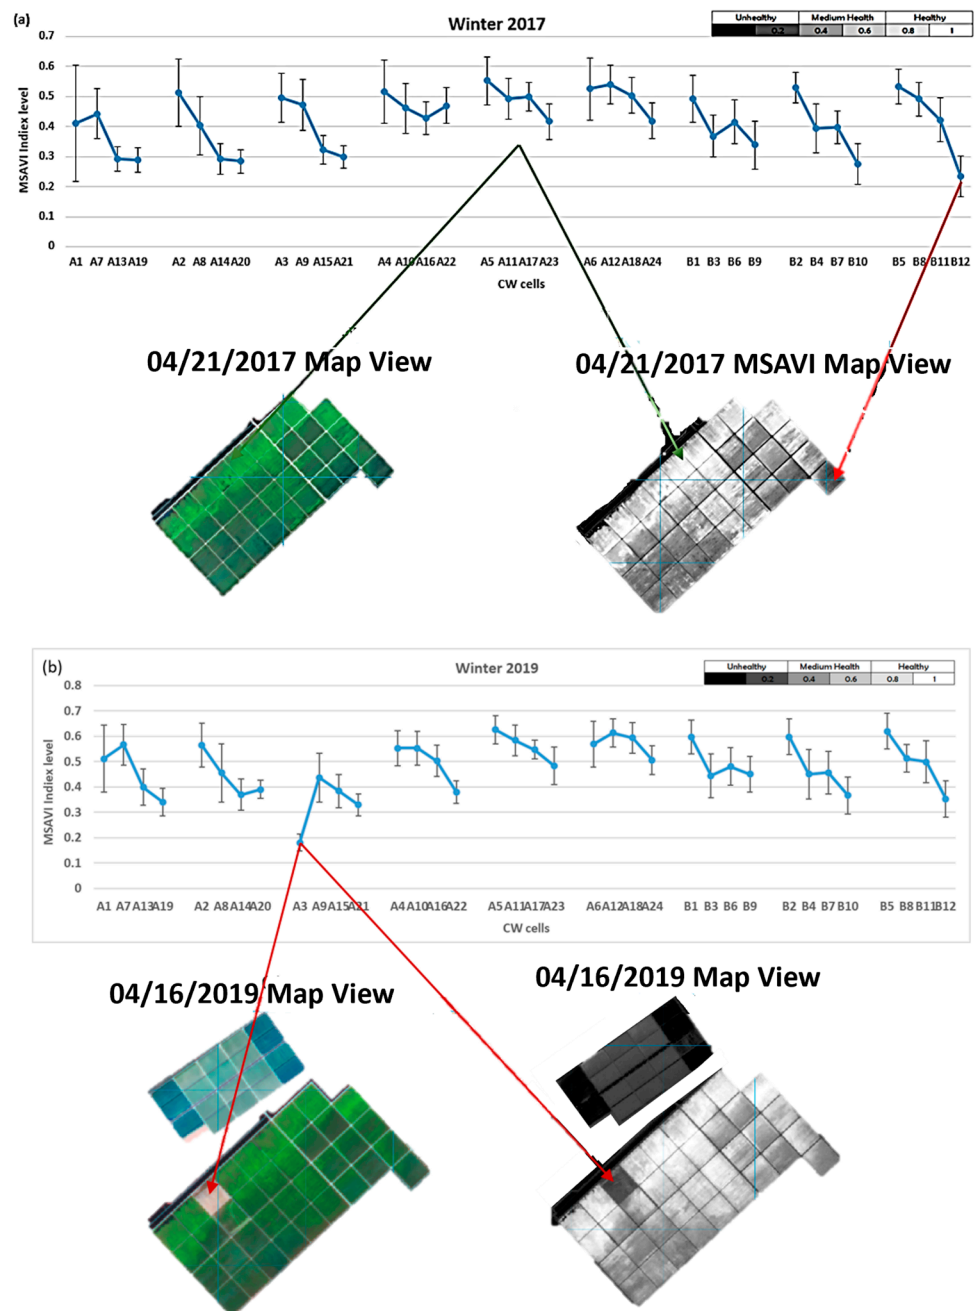 (a)
Winter 2017
Unhealthy Medium Health Healthy
0.2 0.4 0.6 0.8 1
MSAVI Indiex level
0.7
0.6
0.5
0.4
0.3
0.2
0.1
0
A1 A7 A13 A19 A2 A8 A14 A20 A3 A9 A15 A21 A4 A10 A16 A22 A5 A11 A17 A23 A6 A12 A18 A24 B1 B3 B6 B9 B2 B4 B7 B10 B5 B8 B11 B12
CW cells
04/21/2017 Map View
04/21/2017 MSAVI Map View
(b)
Winter 2019
Unhealthy Medium Health Healthy
0.2 0.4 0.6 0.8 1
MSAVI Indiex level
0.8
0.7
0.6
0.5
0.4
0.3
0.2
0.1
0
A1 A7 A13 A19 A2 A8 A14 A20 A3 A9 A15 A21 A4 A10 A16 A22 A5 A11 A17 A23 A6 A12 A18 A24 B1 B3 B6 B9 B2 B4 B7 B10 B5 B8 B11 B12
CW cells
04/16/2019 Map View
04/16/2019 Map View